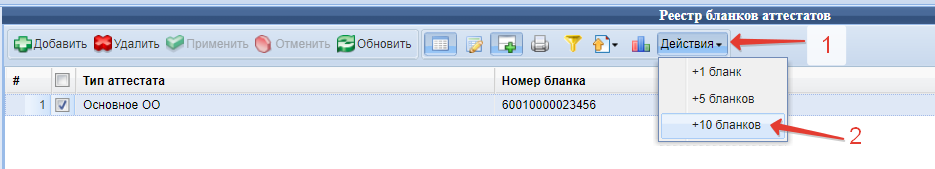 Реестр бланков аттестатов
Добавить Удалить Применить Отменить Обновить Действия 1
# Тип аттестата Номер бланка
1 Основное ОО 60010000023456
+1 бланк
+5 бланков
+10 бланков 2